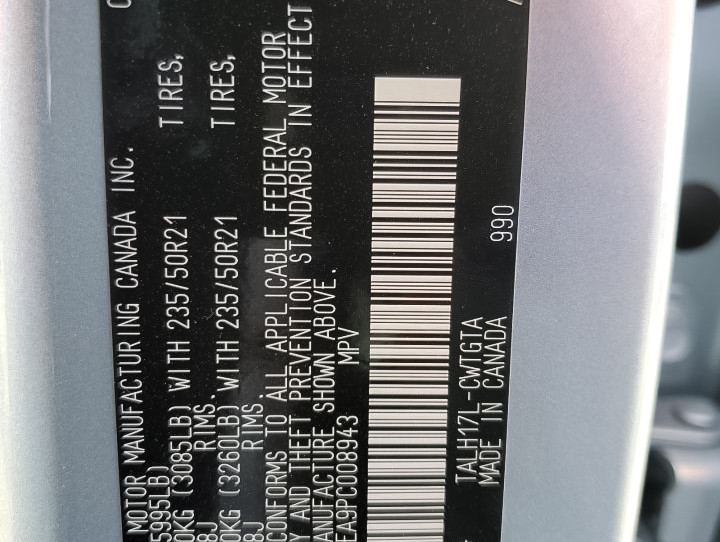 MOTOR MANUFACTURING CANADA INC.
5995LB)
0KG (3085LB) WITH 235/50R21 TIRES,
8J RIMS.
0KG (3260LB) WITH 235/50R21 TIRES,
8J RIMS.
CONFORMS TO ALL APPLICABLE FEDERAL MOTOR
Y AND THEFT PREVENTION STANDARDS IN EFFECT
ANUFACTURE SHOWN ABOVE.
EA9PC008943 MPV
TALH17L-CWTGTA 990
MADE IN CANADA